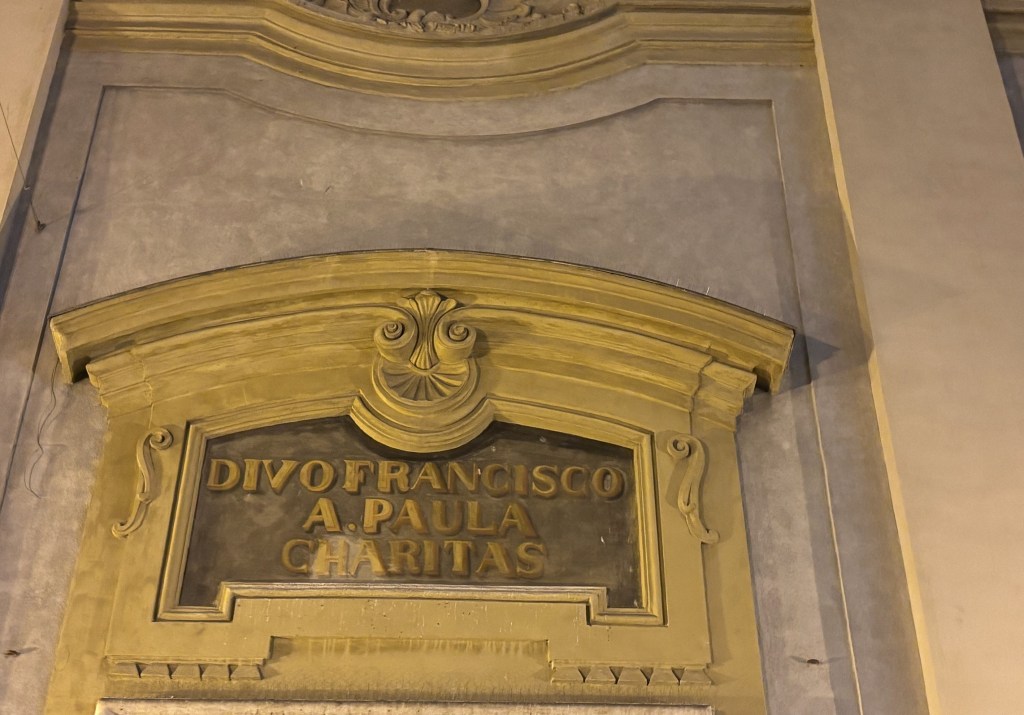 DIVO FRANCISCO
A. PAULA
CHARITAS